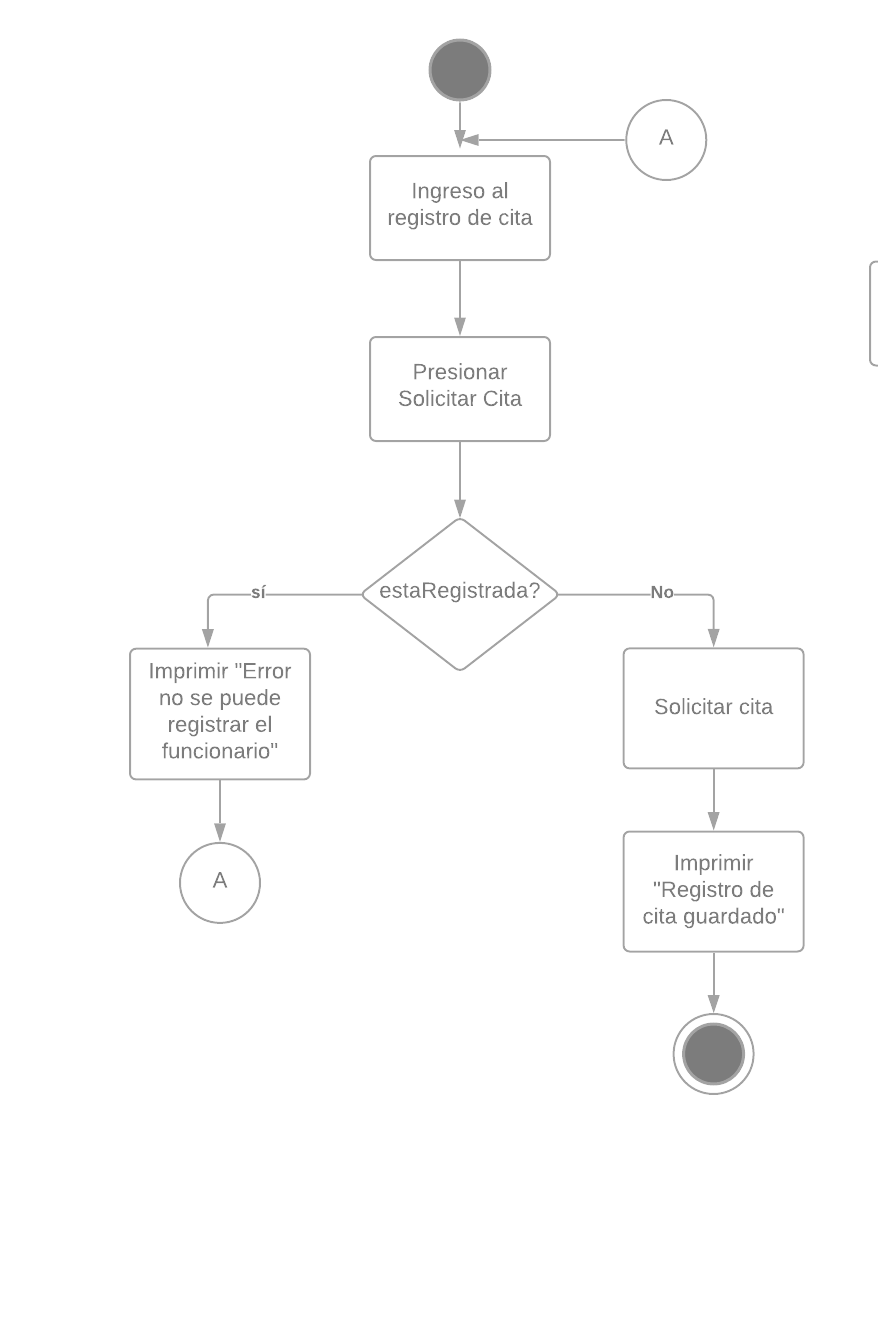 A
Ingreso al
registro de cita
Presionar
Solicitar Cita
estaRegistrada?
sí
No
Imprimir "Error
no se puede
registrar el
funcionario"
A
Solicitar cita
Imprimir
"Registro de
cita guardado"